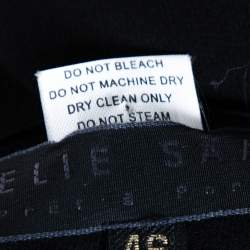 DO NOT BLEACH
DO NOT MACHINE DRY
DRY CLEAN ONLY
DO NOT STEAM
ELIE SA
46